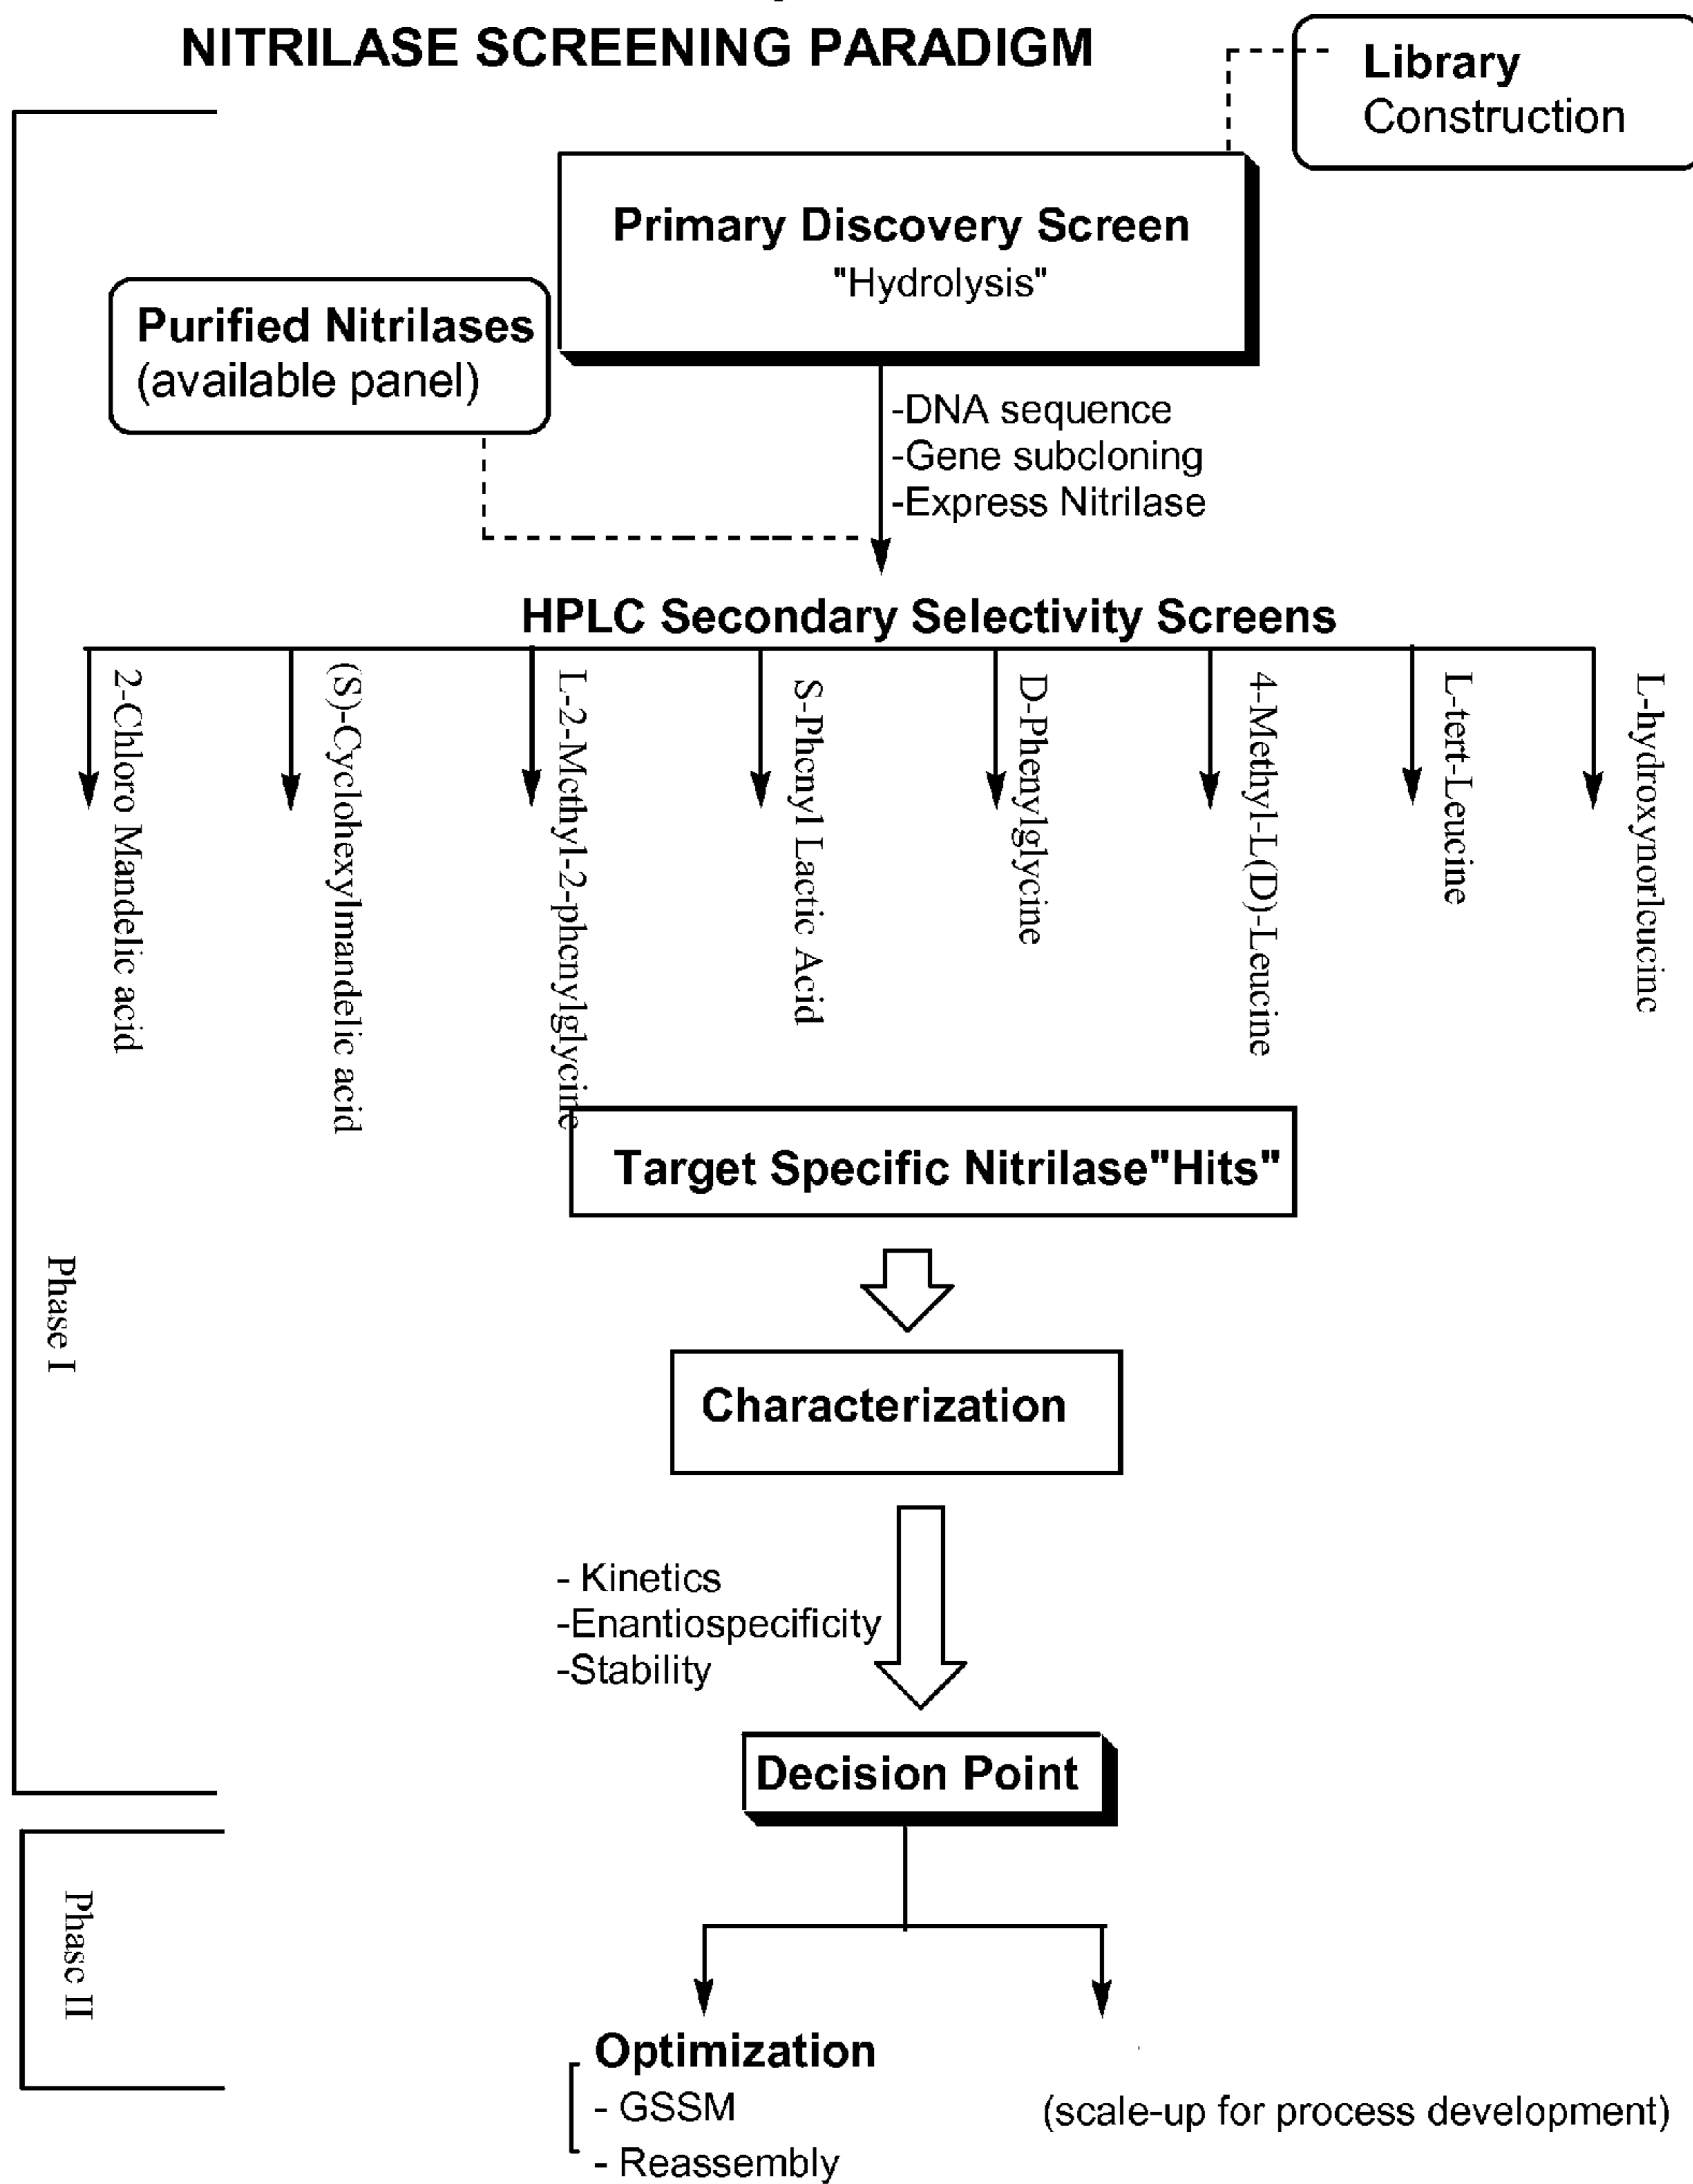 NITRILASE SCREENING PARADIGM
Library
Construction
Primary Discovery Screen
"Hydrolysis"
Purified Nitrilases
(available panel)
-DNA sequence
-Gene subcloning
-Express Nitrilase
HPLC Secondary Selectivity Screens
2-Chloro Mandelic acid
(S)-Cyclohexylmandelic acid
L-2-Methyl-2-phenylglycine
S-Phenyl Lactic Acid
D-Phenylglycine
4-Methyl-L(D)-Leucine
L-tert-Leucine
L-hydroxynorleucine
Target Specific Nitrilase"Hits"
Phase I
Characterization
- Kinetics
-Enantiospecificity
-Stability
Decision Point
Phase II
Optimization
- GSSM
- Reassembly
(scale-up for process development)